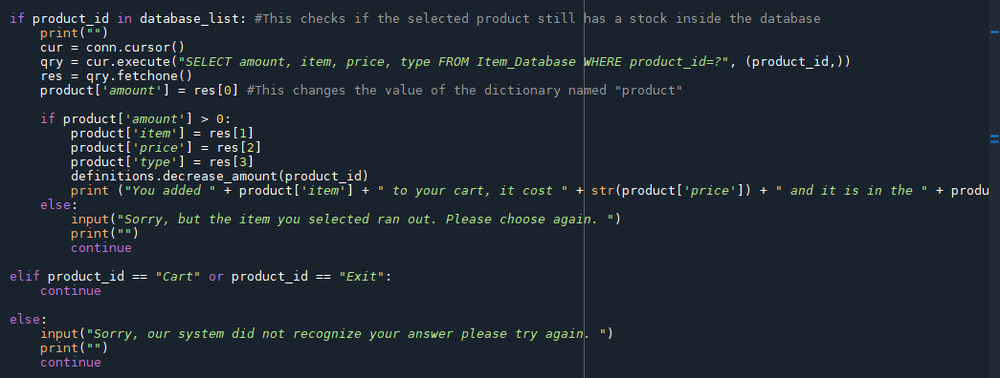 if product_id in database_list: #This checks if the selected product still has a stock inside the database
    print("")
    cur = conn.cursor()
    qry = cur.execute("SELECT amount, item, price, type FROM Item_Database WHERE product_id=?", (product_id,))
    res = qry.fetchone()
    product['amount'] = res[0] #This changes the value of the dictionary named "product"

    if product['amount'] > 0:
        product['item'] = res[1]
        product['price'] = res[2]
        product['type'] = res[3]
        definitions.decrease_amount(product_id)
        print ("You added " + product['item'] + " to your cart, it cost " + str(product['price']) + " and it is in the " + produ
    else:
        input("Sorry, but the item you selected ran out. Please choose again. ")
        print("")
        continue

elif product_id == "Cart" or product_id == "Exit":
    continue

else:
    input("Sorry, our system did not recognize your answer please try again. ")
    print("")
    continue